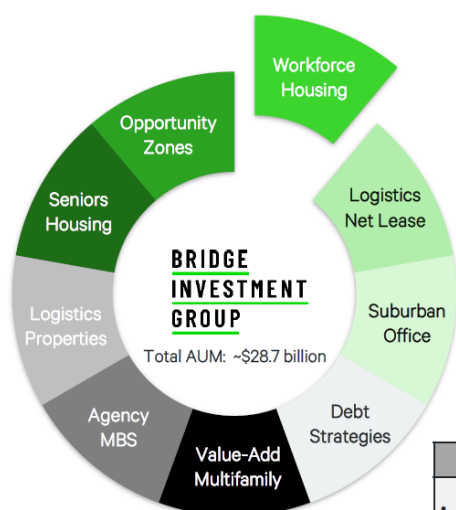 Workforce
Housing
Opportunity
Zones
Logistics
Net Lease
Seniors
Housing
BRIDGE
INVESTMENT
GROUP
Total AUM: ~$28.7 billion
Logistics
Properties
Suburban
Office
Agency
MBS
Debt
Strategies
Value-Add
Multifamily